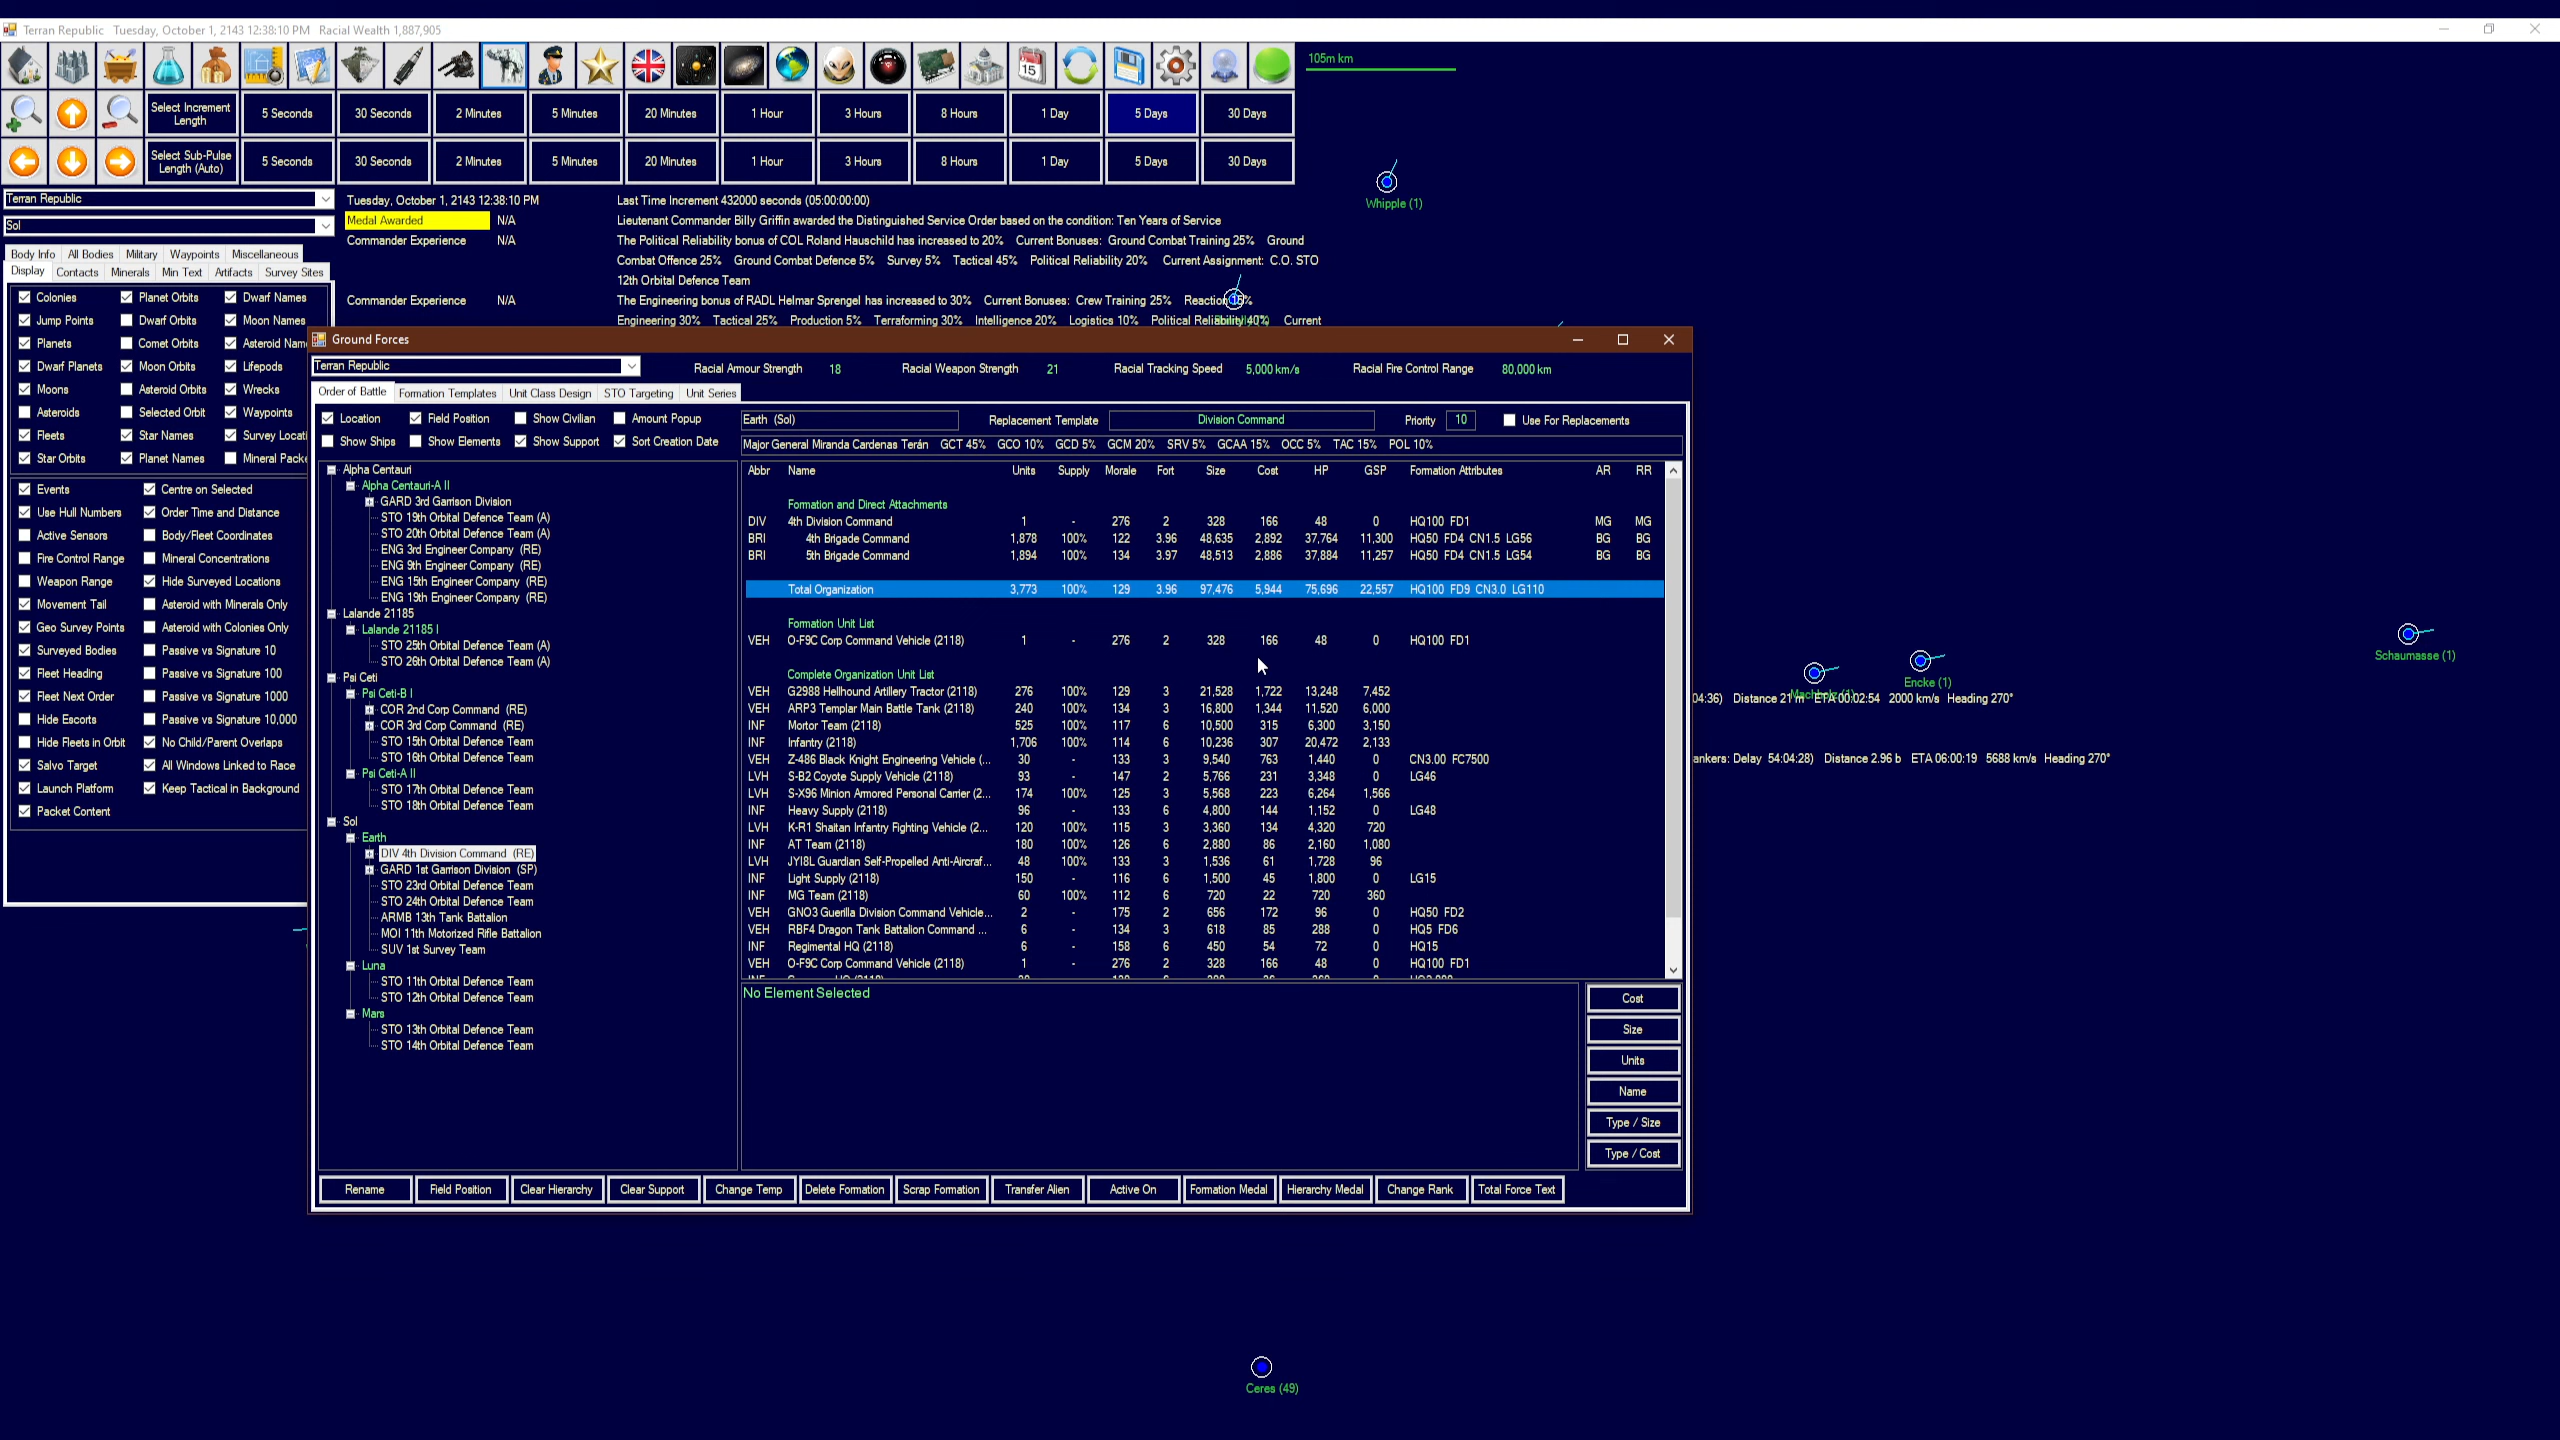 Terran Republic Tuesday, October 1, 2143 12:38:10 PM Racial Wealth 1,887,905
105m km
Select Increment Length 5 Seconds 30 Seconds 2 Minutes 5 Minutes 20 Minutes 1 Hour 3 Hours 8 Hours 1 Day 5 Days 30 Days
Select Sub-Pulse Length (Auto) 5 Seconds 30 Seconds 2 Minutes 5 Minutes 20 Minutes 1 Hour 3 Hours 8 Hours 1 Day 5 Days 30 Days
Terran Republic
Sol
Body Info All Bodies Military Waypoints Miscellaneous
Display Contacts Minerals Min Text Artifacts Survey Sites
Colonies Planet Orbits Dwarf Names
Jump Points Dwarf Orbits Moon Names
Planets Comet Orbits Asteroid Nam
Dwarf Planets Moon Orbits Lifepods
Moons Asteroid Orbits Wrecks
Asteroids Selected Orbit Waypoints
Fleets Star Names Survey Locati
Star Orbits Planet Names Mineral Packe
Events Centre on Selected
Use Hull Numbers Order Time and Distance
Active Sensors Body/Fleet Coordinates
Fire Control Range Mineral Concentrations
Weapon Range Hide Surveyed Locations
Movement Tail Asteroid with Minerals Only
Geo Survey Points Asteroid with Colonies Only
Surveyed Bodies Passive vs Signature 10
Fleet Heading Passive vs Signature 100
Fleet Next Order Passive vs Signature 1000
Hide Escorts Passive vs Signature 10,000
Hide Fleets in Orbit No Child/Parent Overlaps
Salvo Target All Windows Linked to Race
Launch Platform Keep Tactical in Background
Packet Content
Tuesday, October 1, 2143 12:38:10 PM Last Time Increment 432000 seconds (05:00:00:00)
Medal Awarded N/A Lieutenant Commander Billy Griffin awarded the Distinguished Service Order based on the condition: Ten Years of Service
Commander Experience N/A The Political Reliability bonus of COL Roland Hauschild has increased to 20% Current Bonuses: Ground Combat Training 25% Ground
Combat Offence 25% Ground Combat Defence 5% Survey 5% Tactical 45% Political Reliability 20% Current Assignment: C.O. STO
12th Orbital Defence Team
Commander Experience N/A The Engineering bonus of RADL Helmar Sprengel has increased to 30% Current Bonuses: Crew Training 25% Reaction 15%
Engineering 30% Tactical 25% Production 5% Terraforming 30% Intelligence 20% Logistics 10% Political Reliability 40% Current
Whipple (1)
Ground Forces
Terran Republic Racial Armour Strength 18 Racial Weapon Strength 21 Racial Tracking Speed 5,000 km/s Racial Fire Control Range 80,000 km
Order of Battle Formation Templates Unit Class Design STO Targeting Unit Series
Location Field Position Show Civilian Amount Popup
Show Ships Show Elements Show Support Sort Creation Date
Earth (Sol) Replacement Template Division Command Priority 10 Use For Replacements
Major General Miranda Cardenas Terán GCT 45% GCO 10% GCD 5% GCM 20% SRV 5% GCAA 15% OCC 5% TAC 15% POL 10%
Alpha Centauri
Alpha Centauri-A II
GARD 3rd Garrison Division
STO 19th Orbital Defence Team (A)
STO 20th Orbital Defence Team (A)
ENG 3rd Engineer Company (RE)
ENG 9th Engineer Company (RE)
ENG 15th Engineer Company (RE)
ENG 19th Engineer Company (RE)
Lalande 21185
Lalande 21185 I
STO 25th Orbital Defence Team (A)
STO 26th Orbital Defence Team (A)
Psi Ceti
Psi Ceti-B I
COR 2nd Corp Command (RE)
COR 3rd Corp Command (RE)
STO 15th Orbital Defence Team
STO 16th Orbital Defence Team
Psi Ceti-A II
STO 17th Orbital Defence Team
STO 18th Orbital Defence Team
Sol
Earth
DIV 4th Division Command (RE)
GARD 1st Garrison Division (SP)
STO 23rd Orbital Defence Team
STO 24th Orbital Defence Team
ARMB 13th Tank Battalion
MOI 11th Motorized Rifle Battalion
SUV 1st Survey Team
Luna
STO 11th Orbital Defence Team
STO 12th Orbital Defence Team
Mars
STO 13th Orbital Defence Team
STO 14th Orbital Defence Team
Abbr Name Units Supply Morale Fort Size Cost HP GSP Formation Attributes AR RR
Formation and Direct Attachments
DIV 4th Division Command 1 - 276 2 328 166 48 0 HQ100 FD1 MG MG
BRI 4th Brigade Command 1,878 100% 122 3.96 48,635 2,892 37,764 11,300 HQ50 FD4 CN1.5 LG56 BG BG
BRI 5th Brigade Command 1,894 100% 134 3.97 48,513 2,886 37,884 11,257 HQ50 FD4 CN1.5 LG54 BG BG
Total Organization 3,773 100% 129 3.96 97,476 5,944 75,696 22,557 HQ100 FD9 CN3.0 LG110
Formation Unit List
VEH O-F9C Corp Command Vehicle (2118) 1 - 276 2 328 166 48 0 HQ100 FD1
Complete Organization Unit List
VEH G2988 Hellhound Artillery Tractor (2118) 276 100% 129 3 21,528 1,722 13,248 7,452
VEH ARP3 Templar Main Battle Tank (2118) 240 100% 134 3 16,800 1,344 11,520 6,000
INF Mortor Team (2118) 525 100% 117 6 10,500 315 6,300 3,150
INF Infantry (2118) 1,706 100% 114 6 10,236 307 20,472 2,133
VEH Z-486 Black Knight Engineering Vehicle (... 30 - 133 3 9,540 763 1,440 0 CN3.00 FC7500
LVH S-B2 Coyote Supply Vehicle (2118) 93 - 147 2 5,766 231 3,348 0 LG46
LVH S-X96 Minion Armored Personal Carrier (2... 174 100% 125 3 5,568 223 6,264 1,566
INF Heavy Supply (2118) 96 - 133 6 4,800 144 1,152 0 LG48
LVH K-R1 Shaitan Infantry Fighting Vehicle (2... 120 100% 115 3 3,360 134 4,320 720
INF AT Team (2118) 180 100% 126 6 2,880 86 2,160 1,080
LVH JYI8L Guardian Self-Propelled Anti-Aircraf... 48 100% 133 3 1,536 61 1,728 96
INF Light Supply (2118) 150 - 116 6 1,500 45 1,800 0 LG15
INF MG Team (2118) 60 100% 112 6 720 22 720 360
VEH GNO3 Guerilla Division Command Vehicle... 2 - 175 2 656 172 96 0 HQ50 FD2
VEH RBF4 Dragon Tank Battalion Command ... 6 - 134 3 618 85 288 0 HQ5 FD6
INF Regimental HQ (2118) 6 - 158 6 450 54 72 0 HQ15
VEH O-F9C Corp Command Vehicle (2118) 1 - 276 2 328 166 48 0 HQ100 FD1
No Element Selected
Cost
Size
Units
Name
Type / Size
Type / Cost
Rename Field Position Clear Hierarchy Clear Support Change Temp Delete Formation Scrap Formation Transfer Alien Active On Formation Medal Hierarchy Medal Change Rank Total Force Text
Schaumasse (1)
Encke (1)
Machholz (1)
04:36) Distance 21 m ETA 00:02:54 2000 km/s Heading 270°
ankers: Delay 54:04:28) Distance 2.96 b ETA 06:00:19 5688 km/s Heading 270°
Ceres (49)